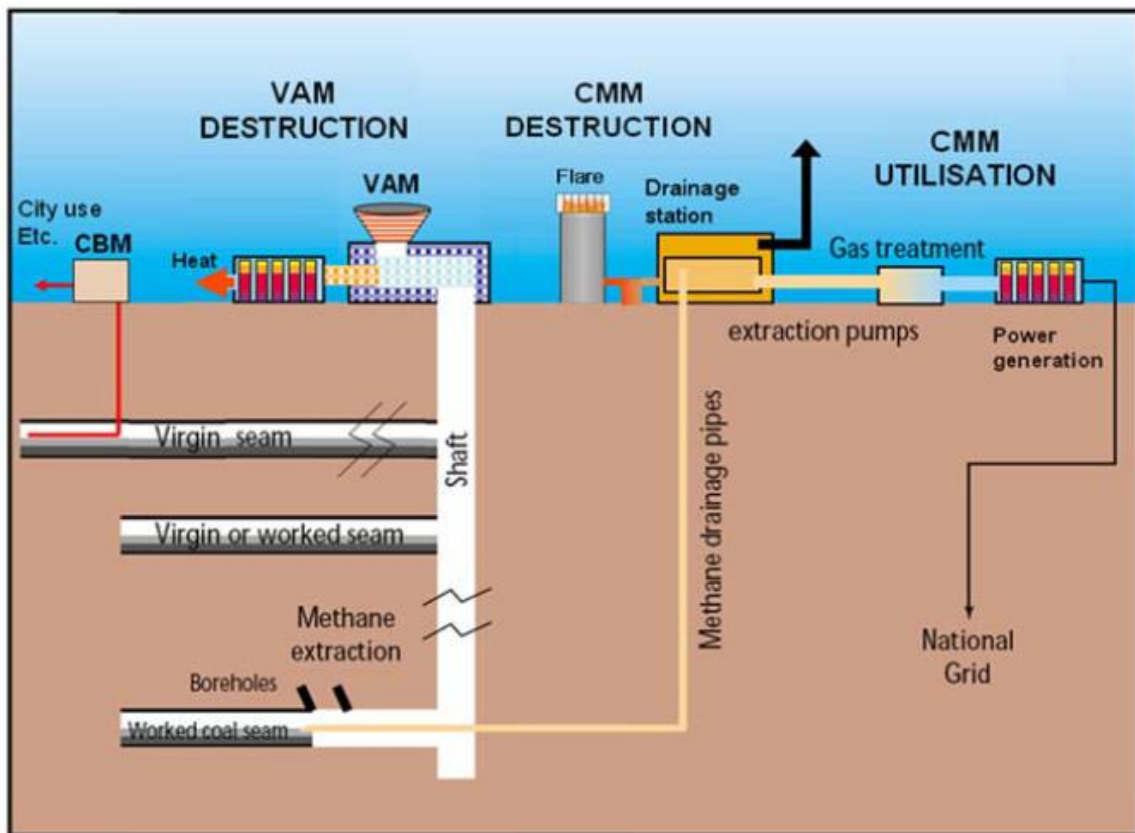 VAM
DESTRUCTION
CMM
DESTRUCTION
CMM
UTILISATION
VAM
Flare
Drainage
station
City use
Etc.
CBM
Heat
Gas treatment
extraction pumps
Power
generation
Virgin seam
Shaft
Methane drainage pipes
Virgin or worked seam
Methane
extraction
Boreholes
Worked coal seam
National
Grid